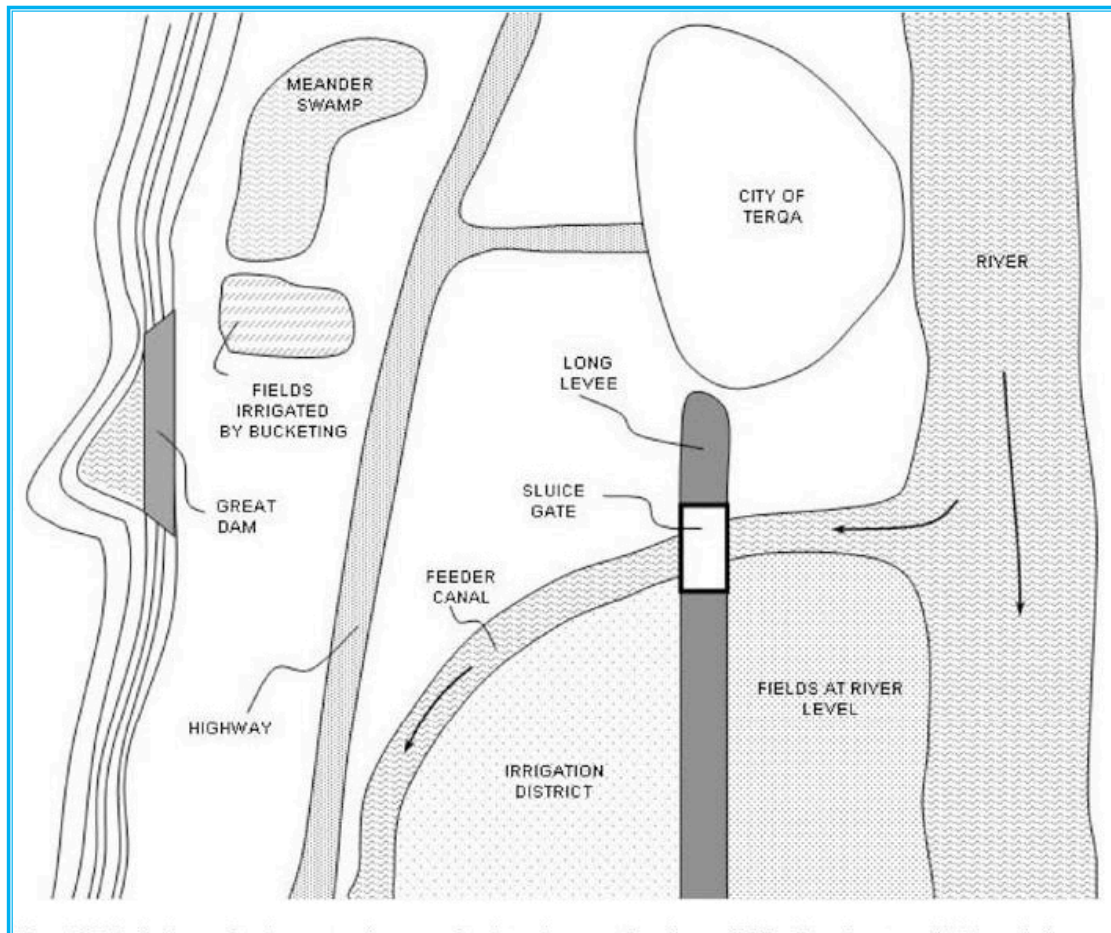 MEANDER
SWAMP
CITY OF
TERQA
RIVER
LONG
LEVEE
FIELDS
IRRIGATED
BY BUCKETING
SLUICE
GATE
GREAT
DAM
FEEDER
CANAL
FIELDS AT RIVER
LEVEL
HIGHWAY
IRRIGATION
DISTRICT